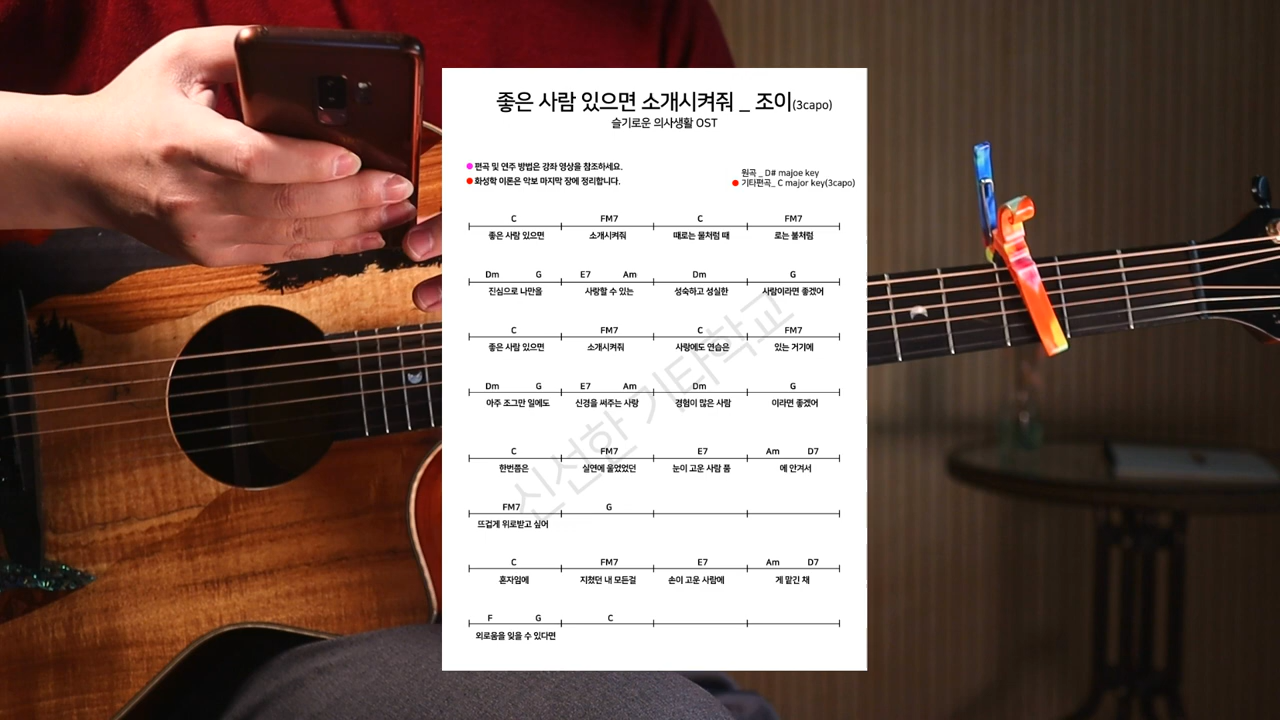 좋은 사람 있으면 소개시켜줘 _ 조이(3capo)
슬기로운 의사생활 OST
편곡 및 연주 방법은 강좌 영상을 참조하세요.
화성학 이론은 악보 마지막 장에 정리합니다.
원곡 _ D# majoe key
기타편곡_ C major key(3capo)
C FM7 C FM7
좋은 사람 있으면 소개시켜줘 때로는 물처럼 때 로는 불처럼
Dm G E7 Am Dm G
진심으로 나만을 사랑할 수 있는 성숙하고 성실한 사람이라면 좋겠어
C FM7 C FM7
좋은 사람 있으면 소개시켜줘 사랑에도 연습은 있는 거기에
Dm G E7 Am Dm G
아주 조그만 일에도 신경을 써주는 사랑 경험이 많은 사람 이라면 좋겠어
C FM7 E7 Am D7
한번쯤은 실연에 울었었던 눈이 고운 사람 품 에 안겨서
FM7 G
뜨겁게 위로받고 싶어
C FM7 E7 Am D7
혼자임에 지쳤던 내 모든걸 손이 고운 사람에 게 맡긴 채
F G C
외로움을 잊을 수 있다면
신선한 기타학교